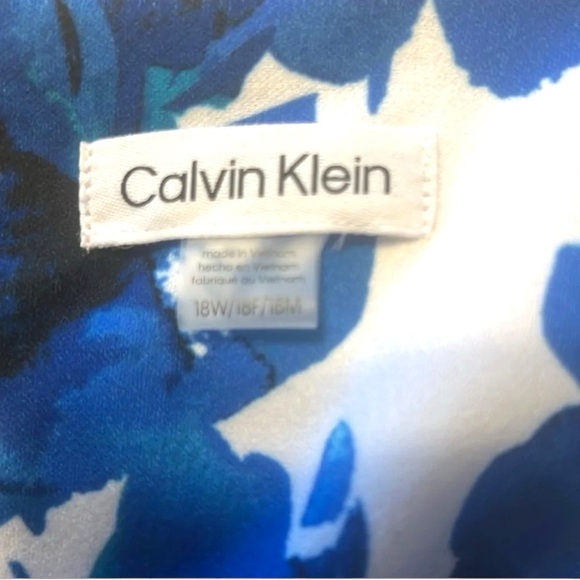 Calvin Klein
made in Vietnam
hecho en Vietnam
fabriqué au Vietnam
18W/18F/18M